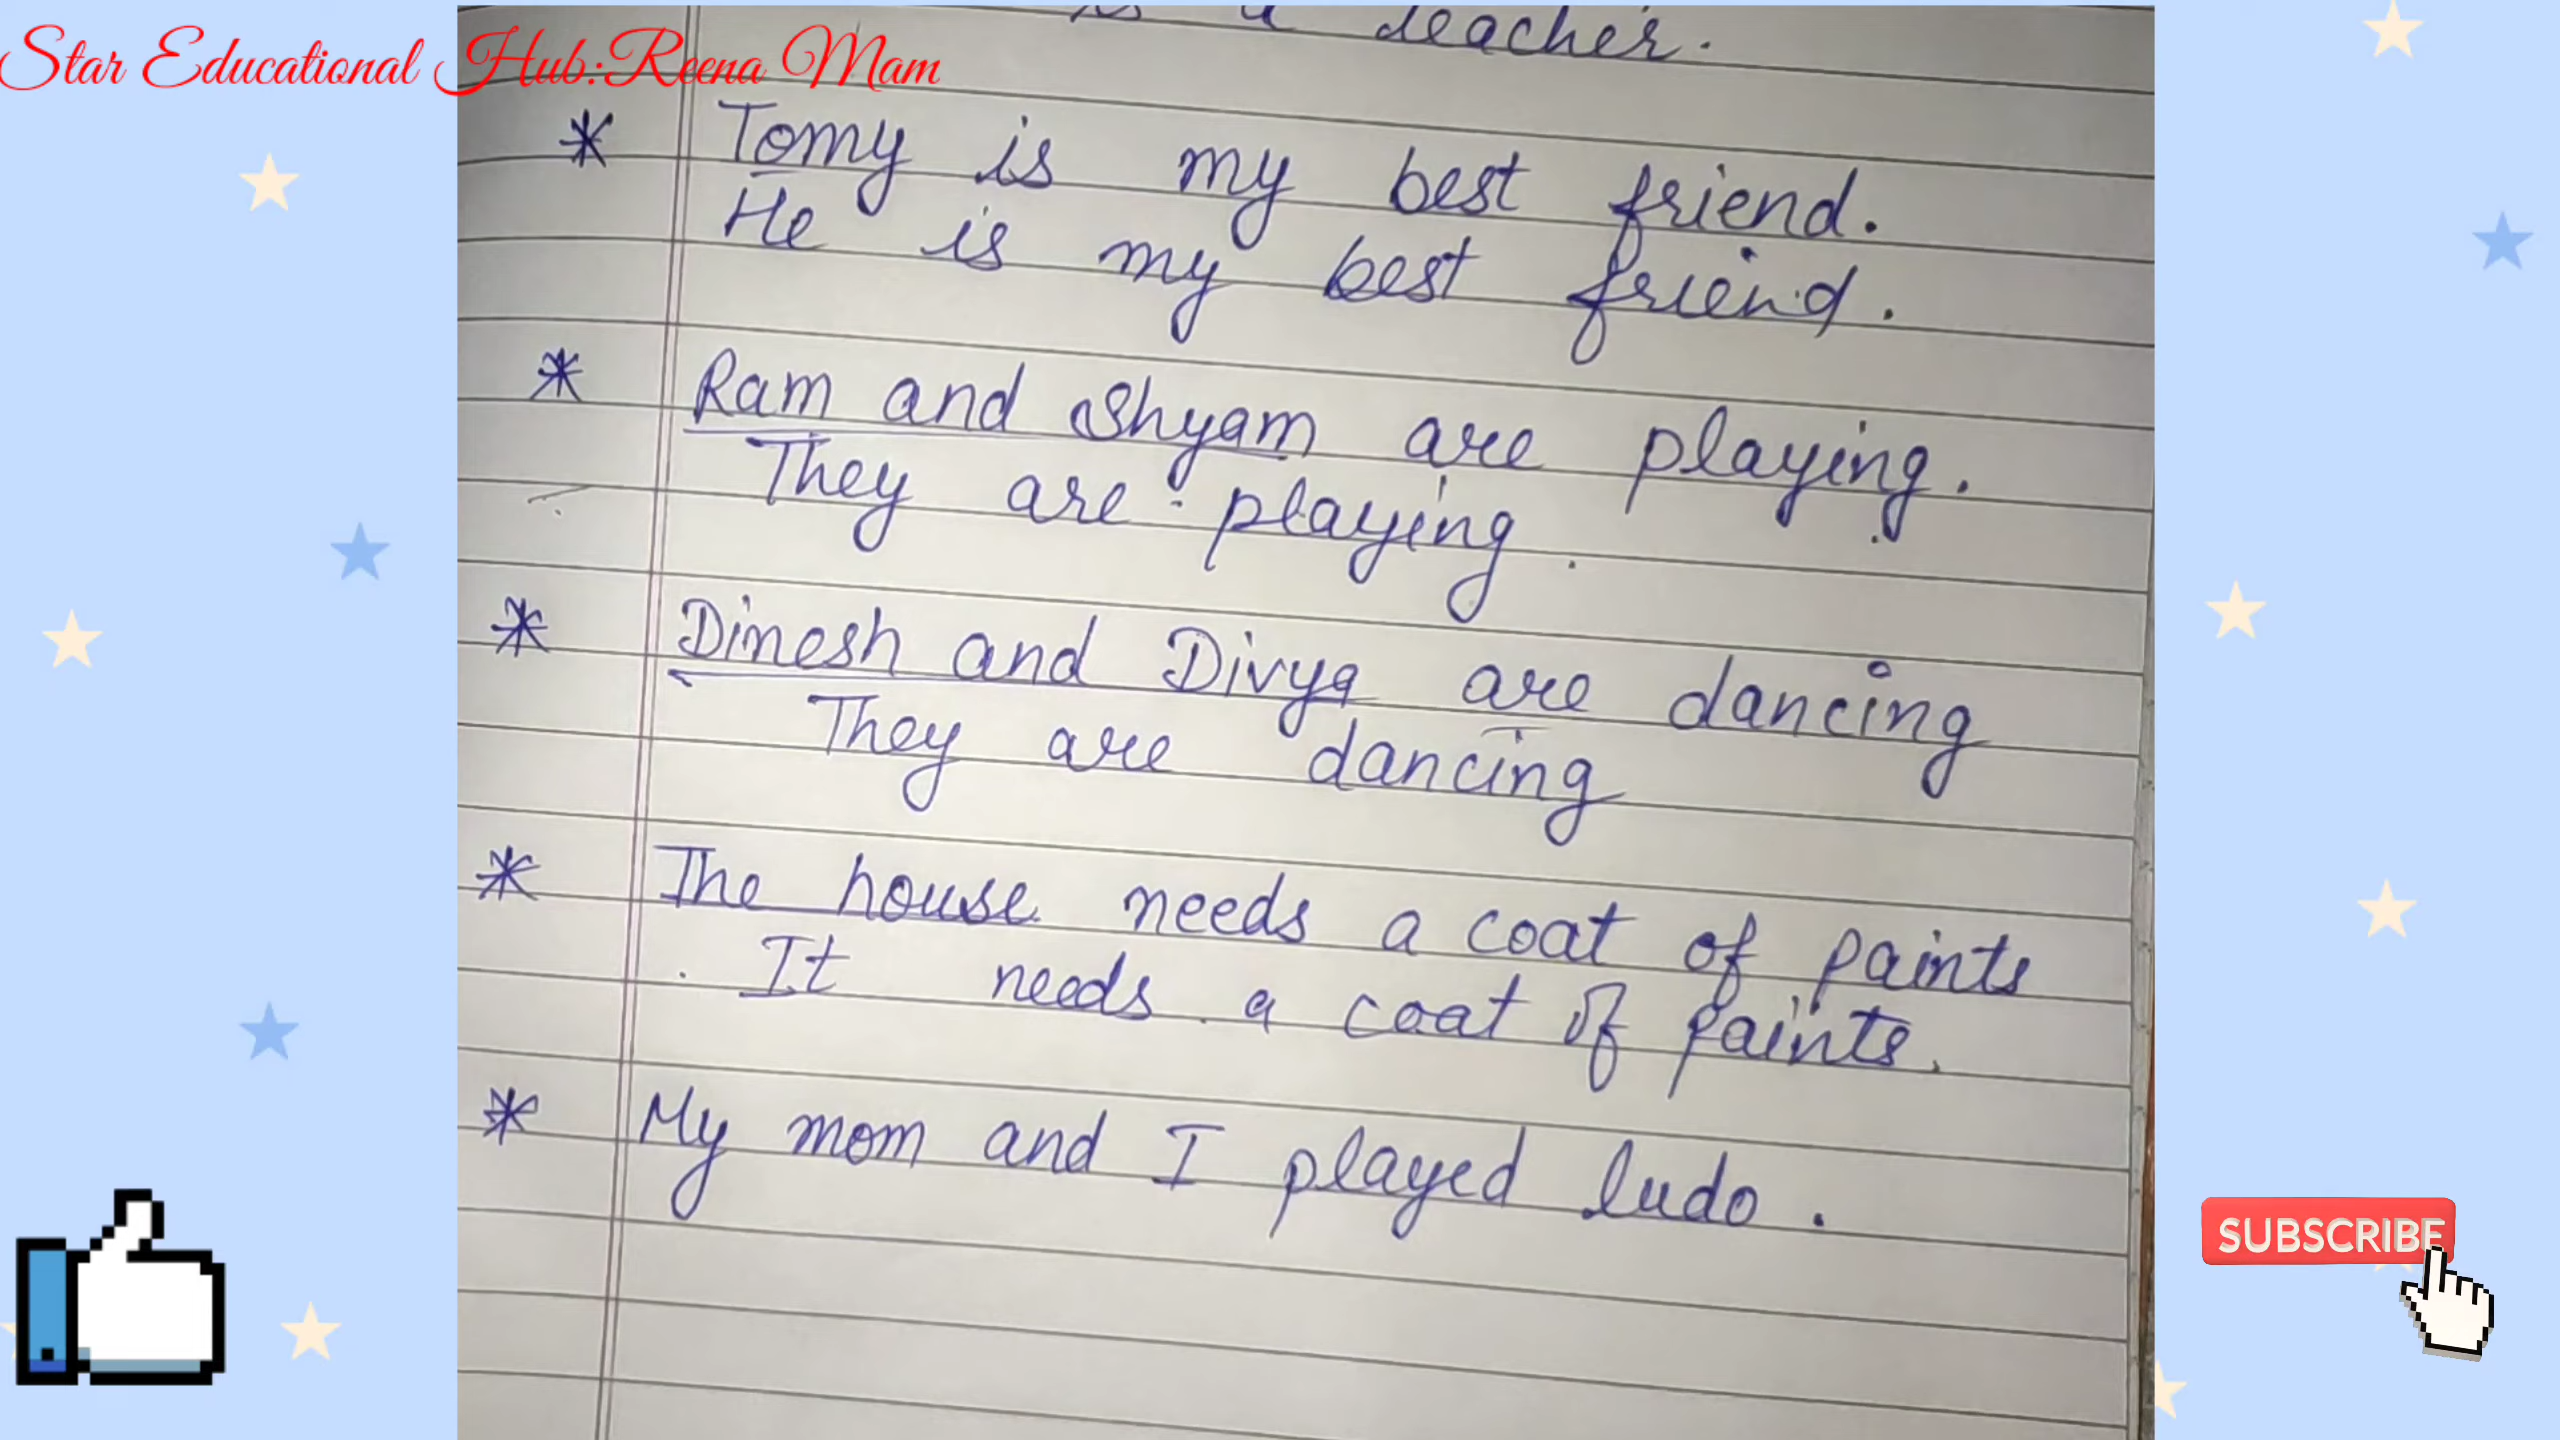 Star Educational Hub:Reena Mam
is a teacher.
* Tomy is my best friend.
He is my best friend.
* Ram and Shyam are playing.
They are playing.
* Dinesh and Divya are dancing
They are dancing
* The house needs a coat of paints
It needs a coat of paints.
* My mom and I played ludo.
SUBSCRIBE